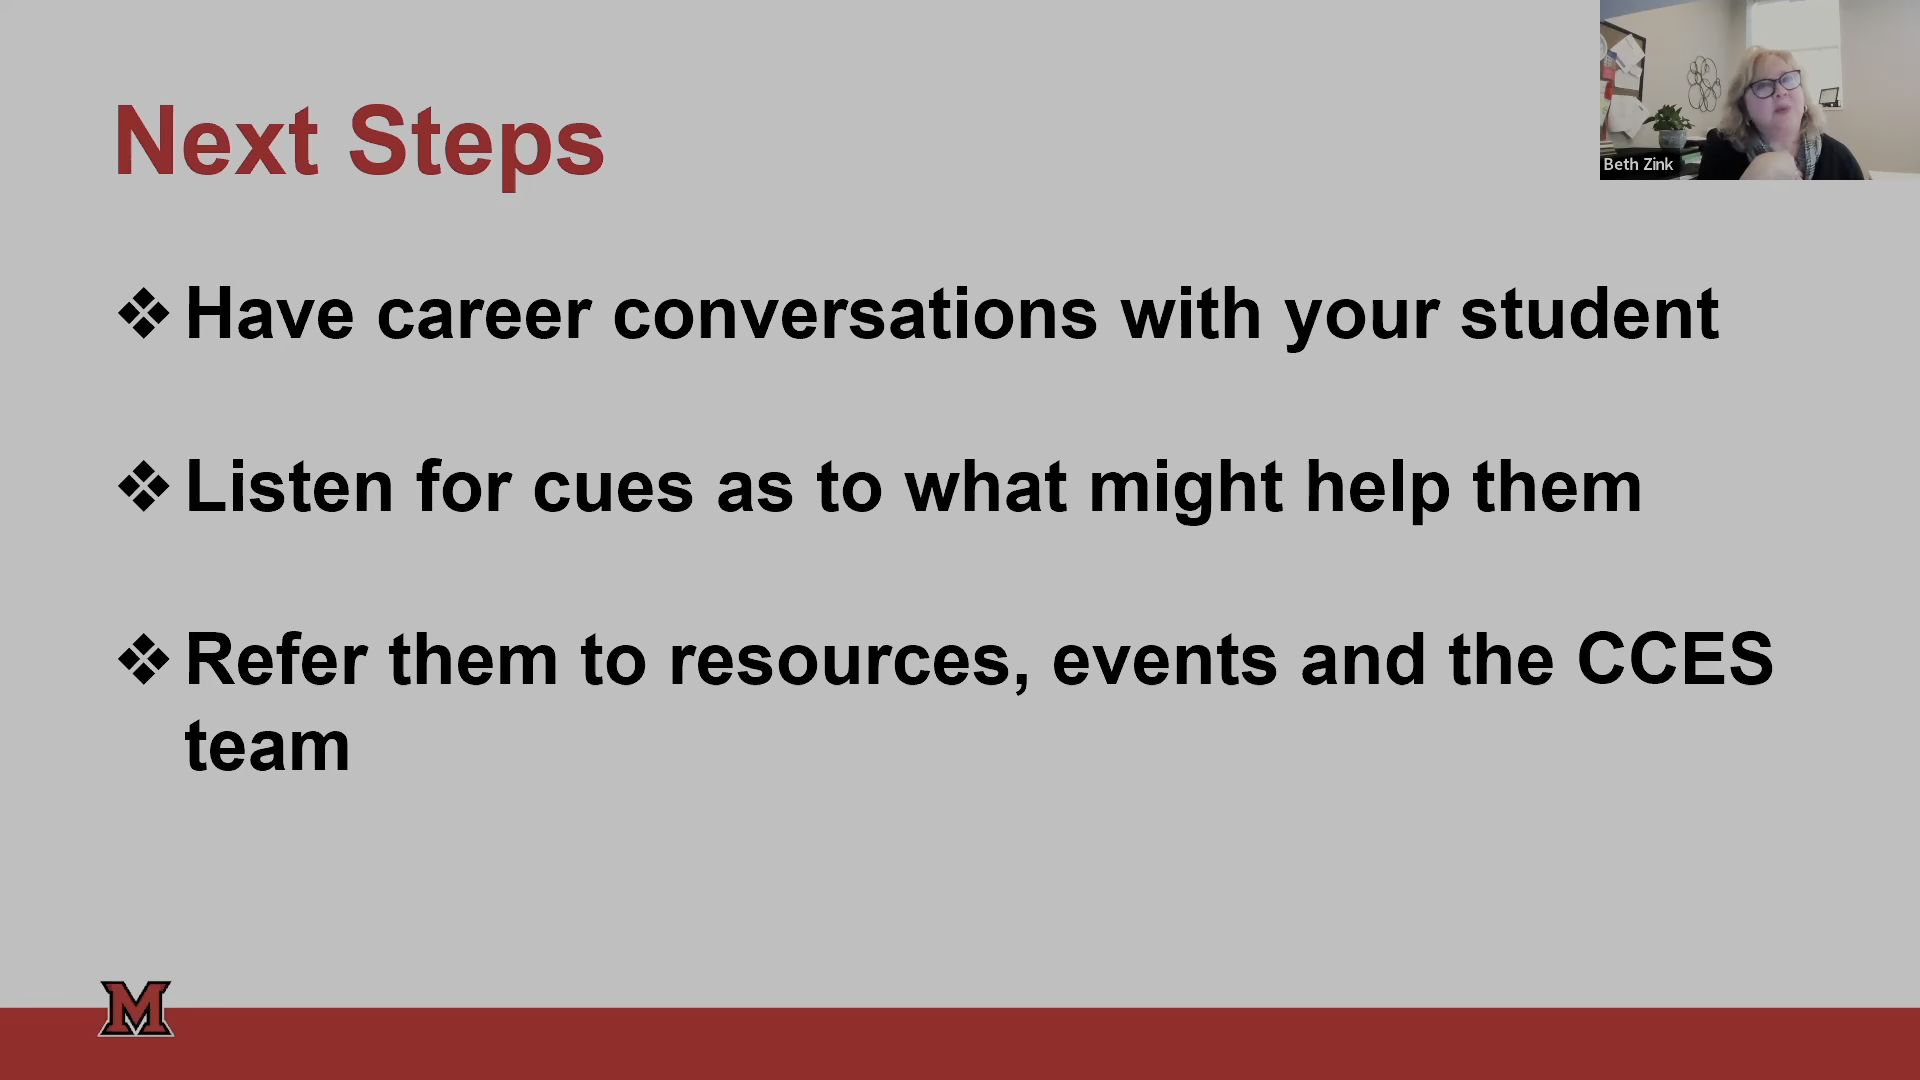 Next Steps
Beth Zink
❖ Have career conversations with your student
❖ Listen for cues as to what might help them
❖ Refer them to resources, events and the CCES
team
M